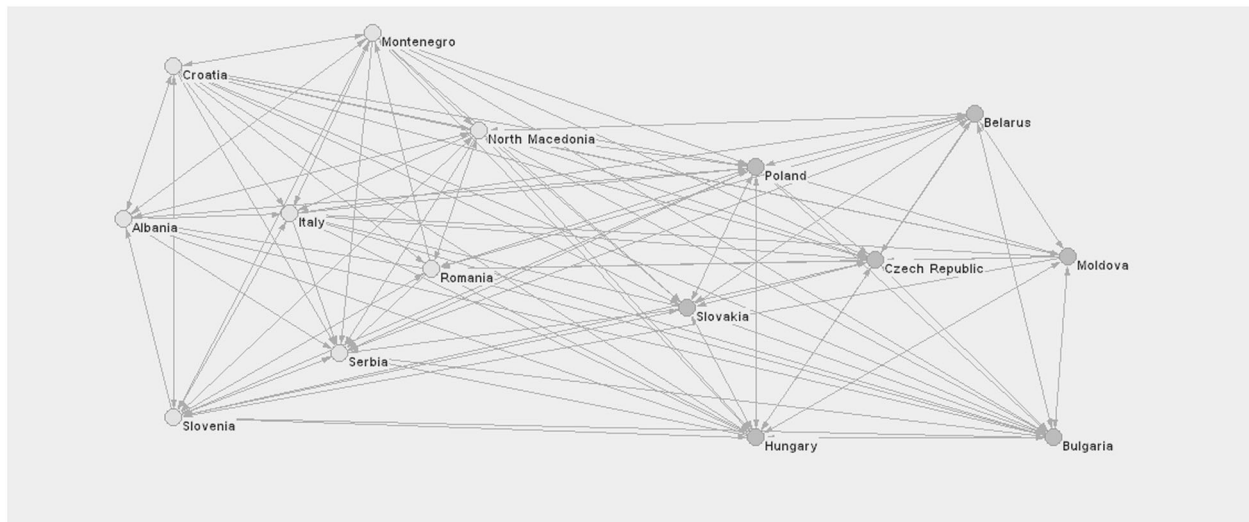 Montenegro
Croatia
Belarus
North Macedonia
Poland
Albania
Italy
Moldova
Czech Republic
Romania
Slovakia
Serbia
Slovenia
Hungary
Bulgaria